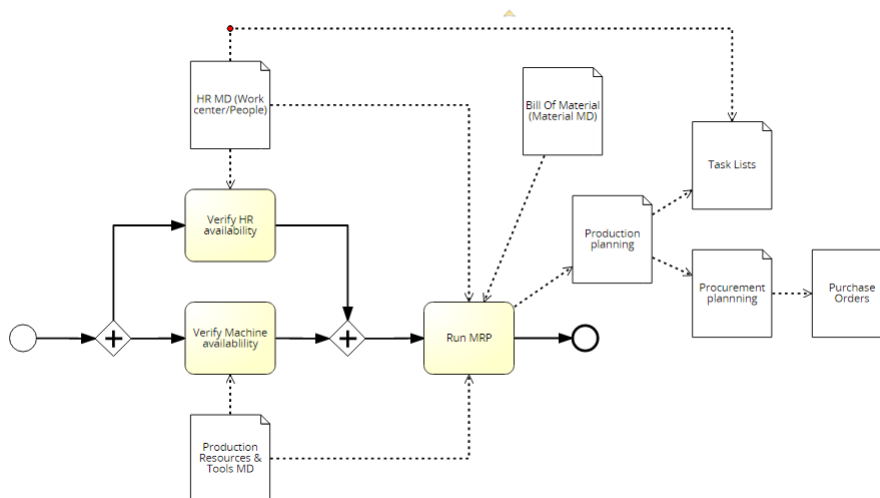 HR MD (Work
center/People)
Bill Of Material
(Material MD)
Task Lists
Verify HR
availability
Production
planning
Procurement
plannning
Purchase
Orders
Verify Machine
availablility
Run MRP
Production
Resources &
Tools MD